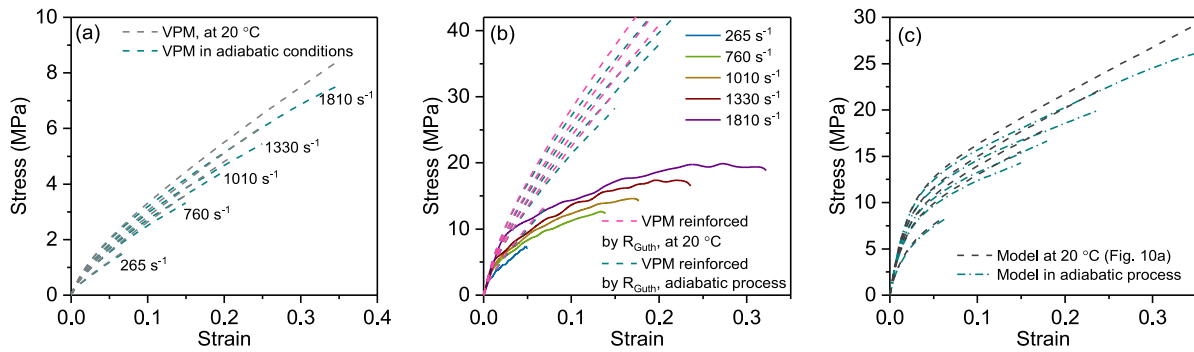 (a)
VPM, at 20 °C
VPM in adiabatic conditions
1810 s⁻¹
1330 s⁻¹
1010 s⁻¹
760 s⁻¹
265 s⁻¹
Stress (MPa)
0
2
4
6
8
10
0.0
0.1
0.2
0.3
0.4
Strain
(b)
265 s⁻¹
760 s⁻¹
1010 s⁻¹
1330 s⁻¹
1810 s⁻¹
VPM reinforced
by R_Guth, at 20 °C
VPM reinforced
by R_Guth, adiabatic process
Stress (MPa)
0
10
20
30
40
0.0
0.1
0.2
0.3
Strain
(c)
Model at 20 °C (Fig. 10a)
Model in adiabatic process
Stress (MPa)
0
5
10
15
20
25
30
0.0
0.1
0.2
0.3
Strain